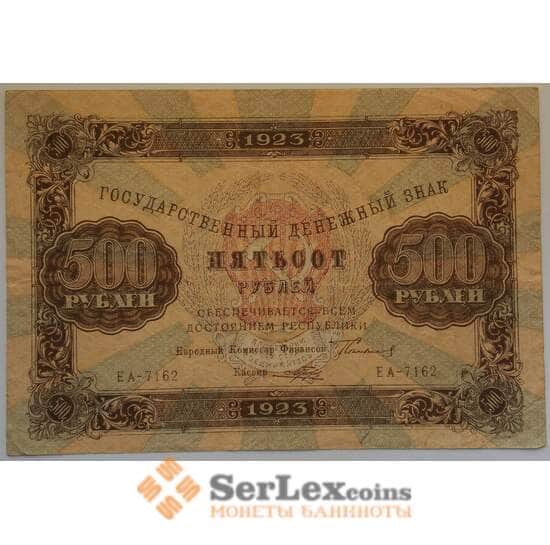 1923
ГОСУДАРСТВЕННЫЙ ДЕНЕЖНЫЙ ЗНАК
500 РУБЛЕЙ
ПЯТЬСОТ
РУБЛЕЙ
500 РУБЛЕЙ
ОБЕСПЕЧИВАЕТСЯ ВСЕМ
ДОСТОЯНИЕМ РЕСПУБЛИКИ
Народный Комиссар Финансов
Кассир
ЕА-7162
ЕА-7162
1923
SerLexcoins
МОНЕТЫ БАНКНОТЫ